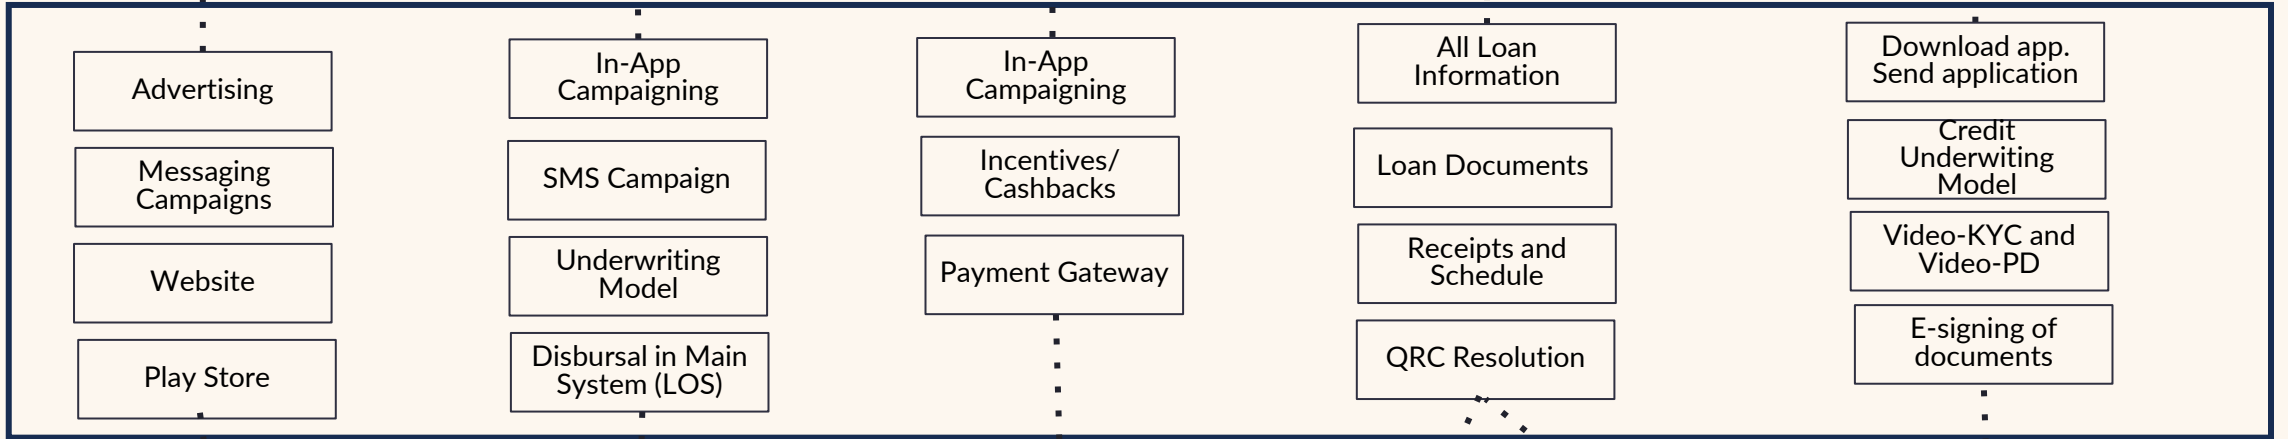 Advertising
Messaging
Campaigns
Website
Play Store
In-App
Campaigning
SMS Campaign
Underwriting
Model
Disbursal in Main
System (LOS)
In-App
Campaigning
Incentives/
Cashbacks
Payment Gateway
All Loan
Information
Loan Documents
Receipts and
Schedule
QRC Resolution
Download app.
Send application
Credit
Underwiting
Model
Video-KYC and
Video-PD
E-signing of
documents